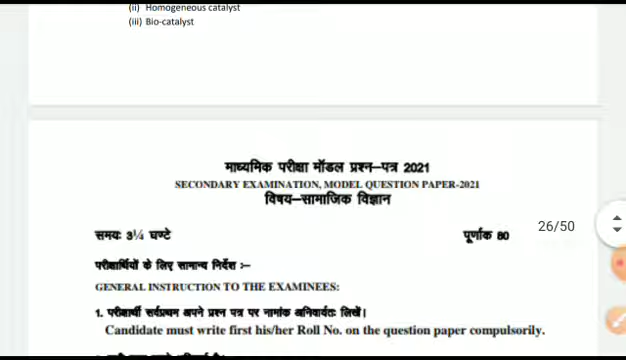 (ii) Homogeneous catalyst
(iii) Bio-catalyst
माध्यमिक परीक्षा मॉडल प्रश्न–पत्र 2021
SECONDARY EXAMINATION, MODEL QUESTION PAPER-2021
विषय–सामाजिक विज्ञान
समयः 3¼ घण्टे
पूर्णांक 80
26/50
परीक्षार्थियों के लिए सामान्य निर्देश :–
GENERAL INSTRUCTION TO THE EXAMINEES:
1. परीक्षार्थी सर्वप्रथम अपने प्रश्न पत्र पर नामांक अनिवार्यतः लिखें।
Candidate must write first his/her Roll No. on the question paper compulsorily.